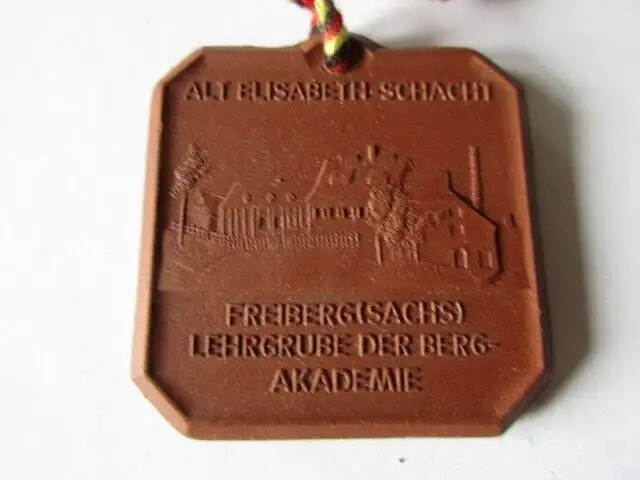 ALT ELISABETH SCHACHT
FREIBERG(SACHS)
LEHRGRUBE DER BERG-
AKADEMIE